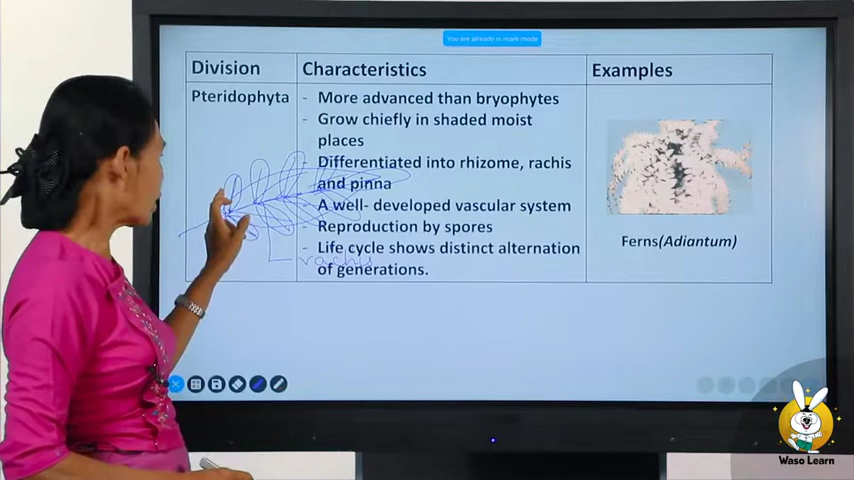 You are already in mark mode
Division Characteristics Examples
Pteridophyta
- More advanced than bryophytes
- Grow chiefly in shaded moist
places
- Differentiated into rhizome, rachis
and pinna
- A well- developed vascular system
- Reproduction by spores
- Life cycle shows distinct alternation
of generations.
rachis
Ferns(Adiantum)
Waso Learn